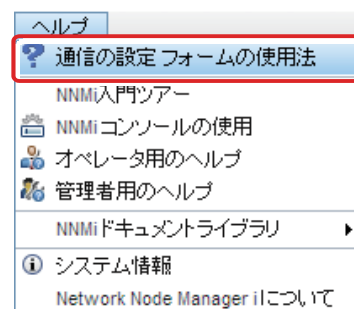 ヘルプ
通信の設定 フォームの使用法
NNMi入門ツアー
NNMiコンソールの使用
オペレータ用のヘルプ
管理者用のヘルプ
NNMiドキュメントライブラリ
システム情報
Network Node Manager iについて